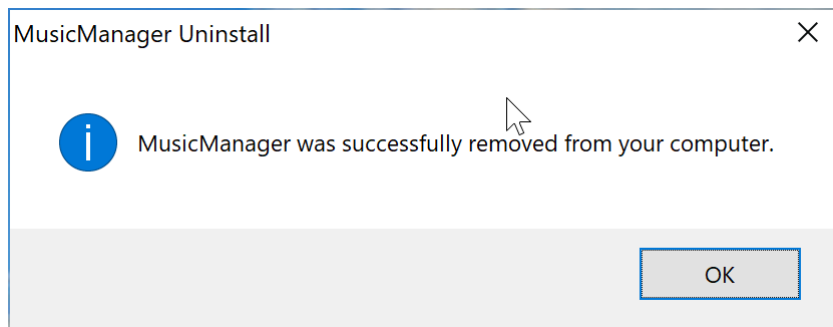 MusicManager Uninstall
MusicManager was successfully removed from your computer.
OK